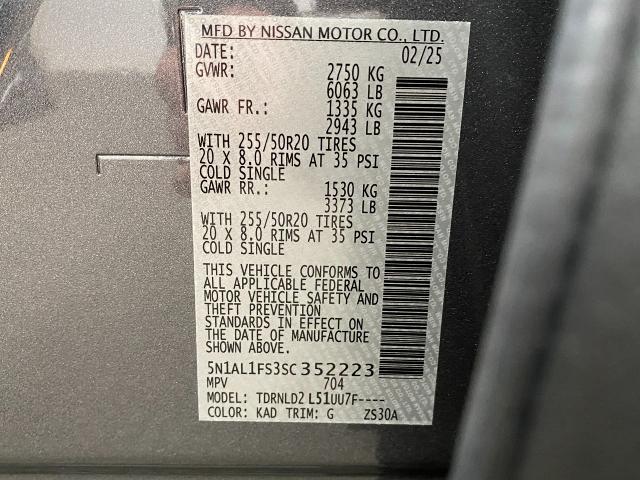 MFD BY NISSAN MOTOR CO., LTD.
DATE: 02/25
GVWR: 2750 KG
6063 LB
GAWR FR.: 1335 KG
2943 LB
WITH 255/50R20 TIRES
20 X 8.0 RIMS AT 35 PSI
COLD SINGLE
GAWR RR.: 1530 KG
3373 LB
WITH 255/50R20 TIRES
20 X 8.0 RIMS AT 35 PSI
COLD SINGLE
THIS VEHICLE CONFORMS TO
ALL APPLICABLE FEDERAL
MOTOR VEHICLE SAFETY AND
THEFT PREVENTION
STANDARDS IN EFFECT ON
THE DATE OF MANUFACTURE
SHOWN ABOVE.
5N1AL1FS3SC352223
MPV 704
MODEL: TDRNLD2 L51UU7F----
COLOR: KAD TRIM: G ZS30A